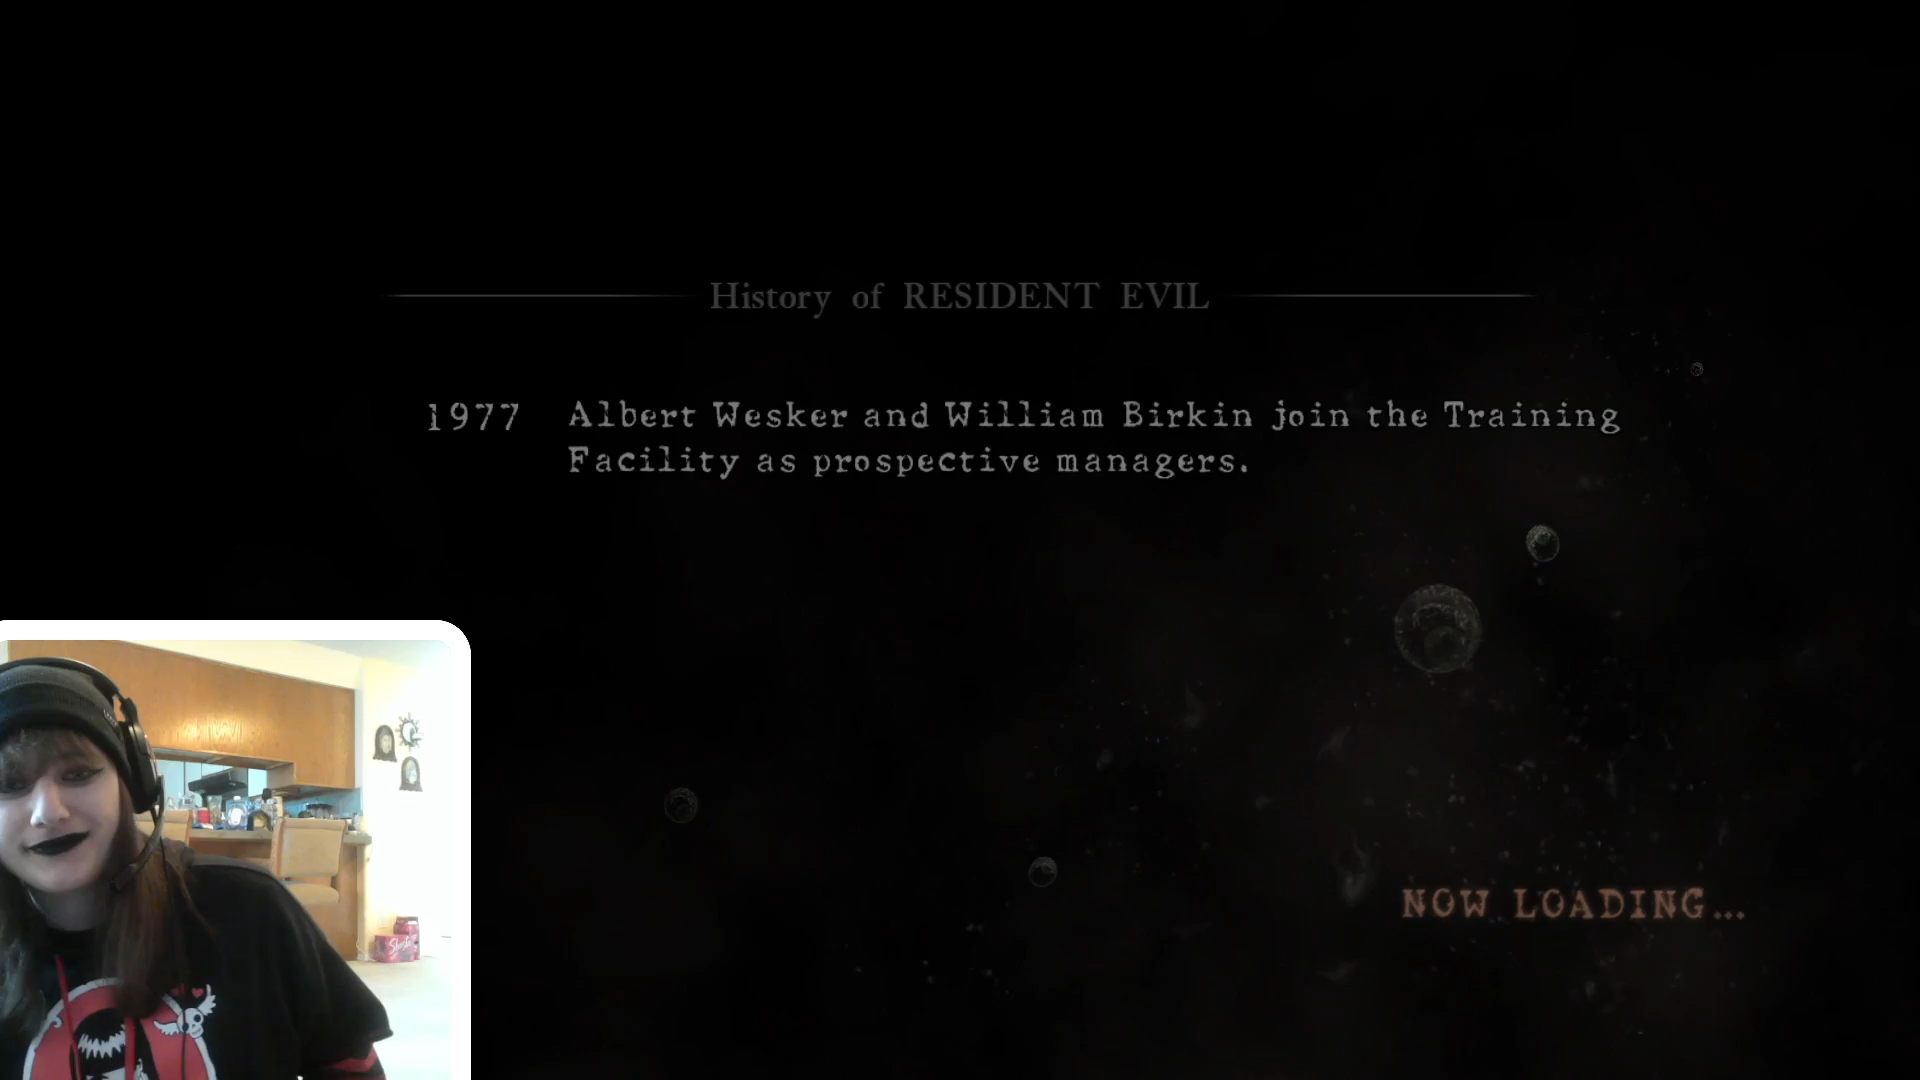 History of RESIDENT EVIL
1977 Albert Wesker and William Birkin join the Training
Facility as prospective managers.
NOW LOADING...
Shasta